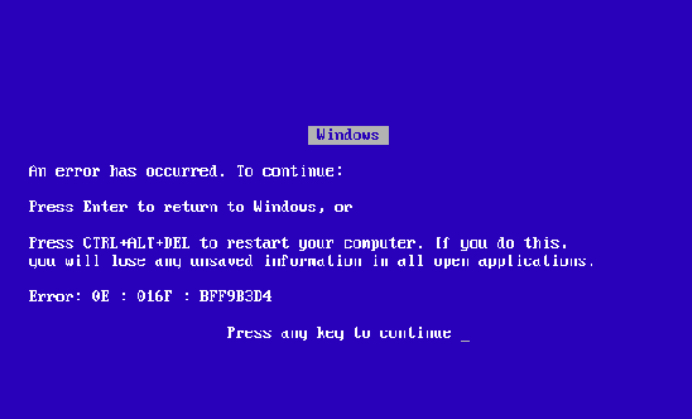 Windows
An error has occurred. To continue:
Press Enter to return to Windows, or
Press CTRL+ALT+DEL to restart your computer. If you do this,
you will lose any unsaved information in all open applications.
Error: 0E : 016F : BFF9B3D4
Press any key to continue _